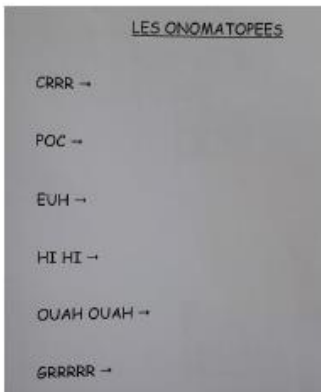 LES ONOMATOPEES
CRRR →
POC →
EUH →
HI HI →
OUAH OUAH →
GRRRRR →